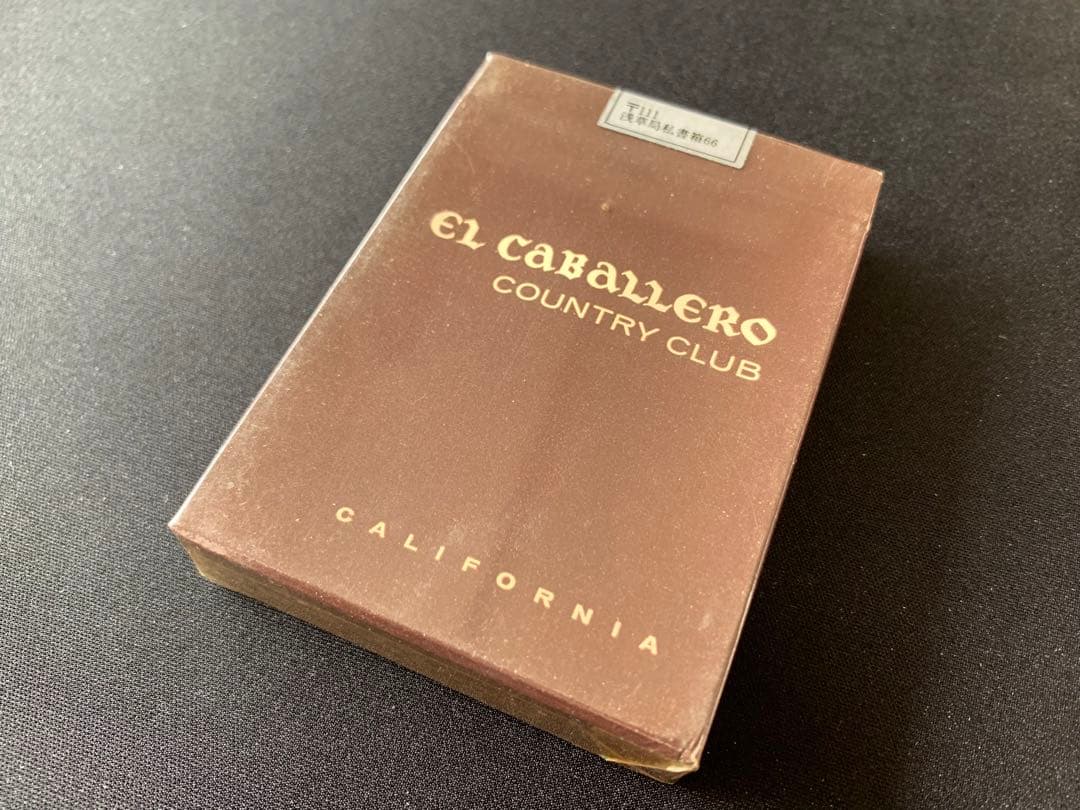 〒111
浅草局私書箱66
EL CABALLERO
COUNTRY CLUB
CALIFORNIA